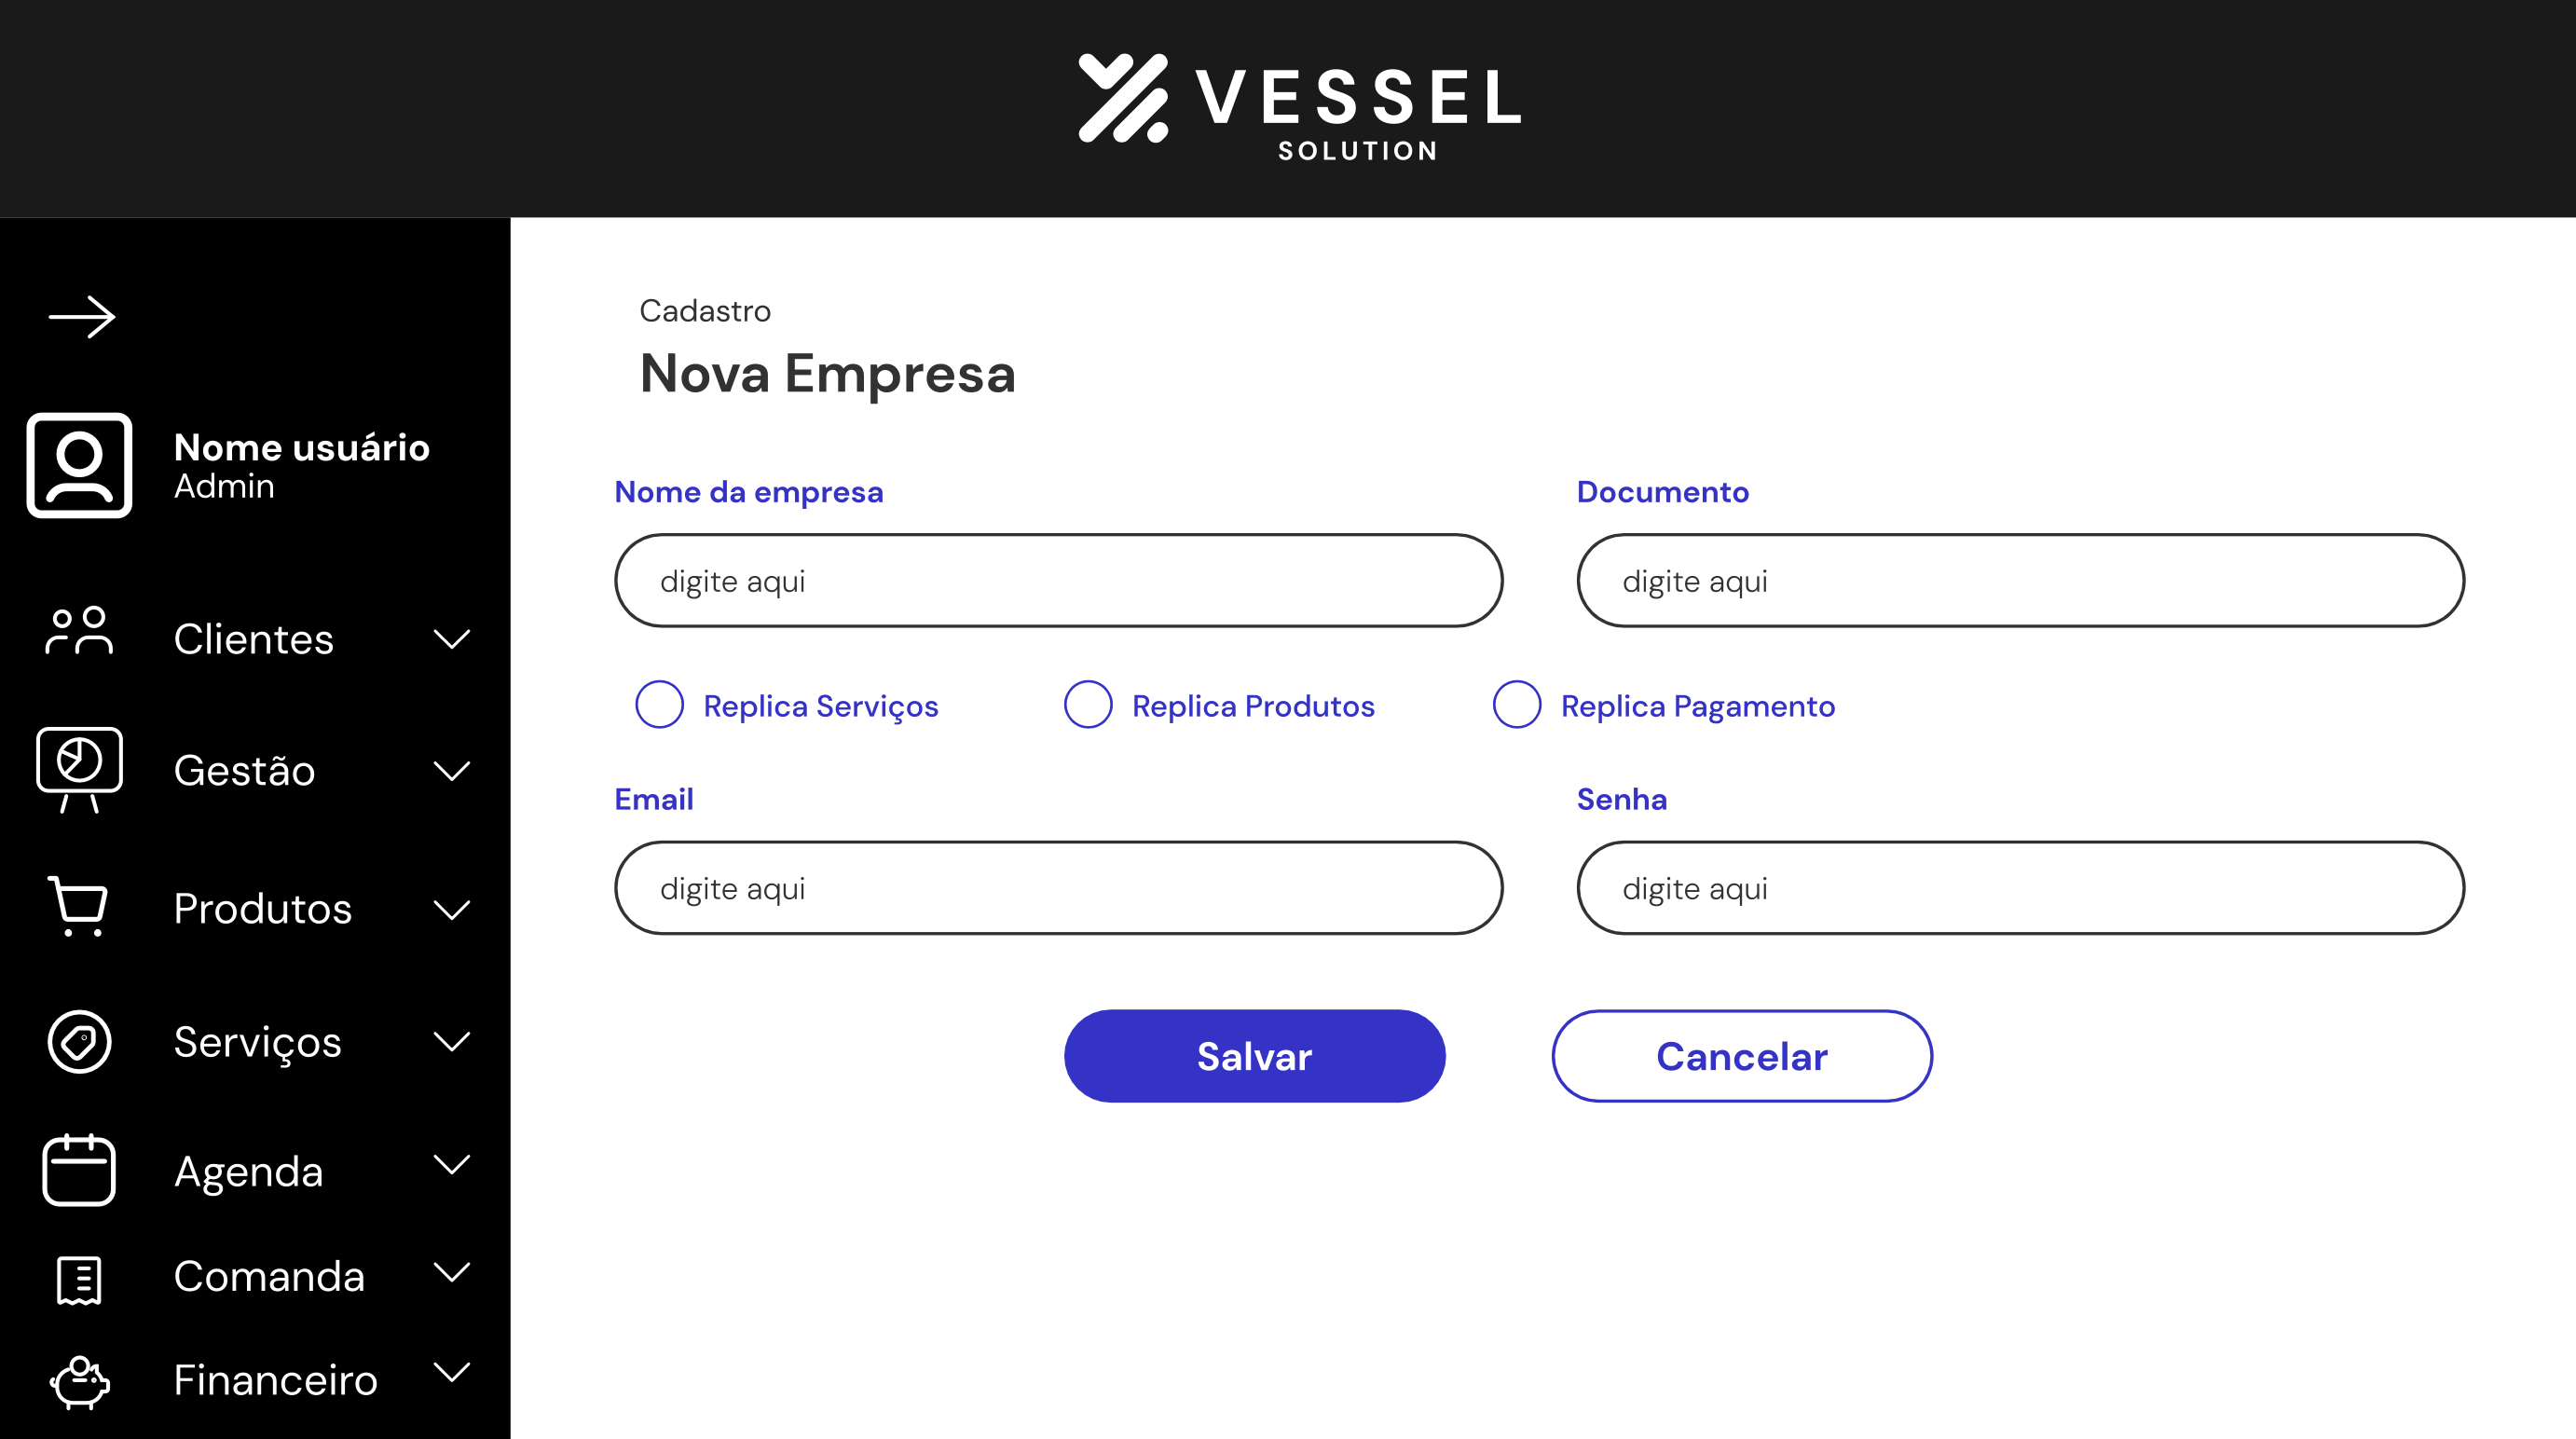 VESSEL
SOLUTION
Nome usuário
Admin
Clientes
Gestão
Produtos
Serviços
Agenda
Comanda
Financeiro
Cadastro
Nova Empresa
Nome da empresa
Documento
digite aqui
digite aqui
Replica Serviços
Replica Produtos
Replica Pagamento
Email
Senha
digite aqui
digite aqui
Salvar
Cancelar